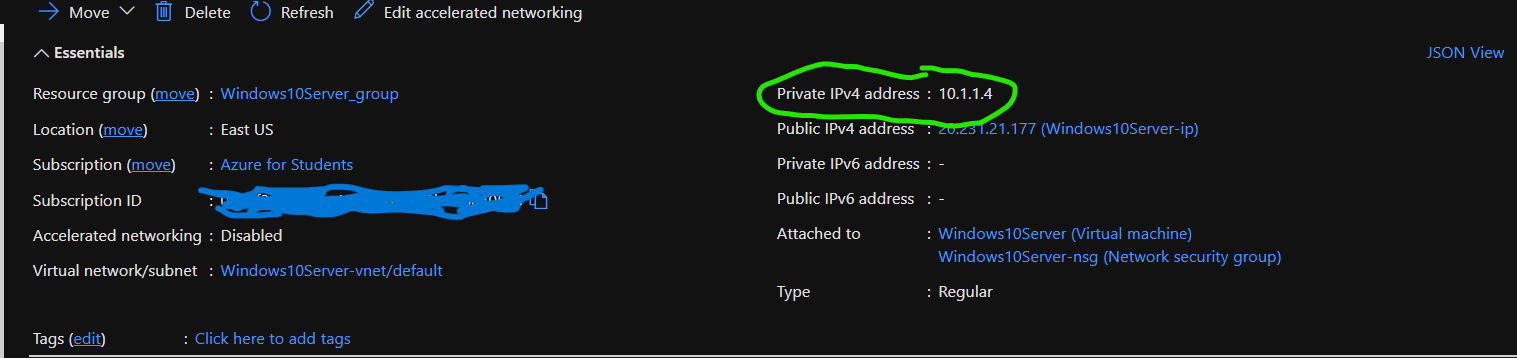 Move Delete Refresh Edit accelerated networking
Essentials
JSON View
Resource group (move) : Windows10Server_group
Location (move) : East US
Subscription (move) : Azure for Students
Subscription ID :
Accelerated networking : Disabled
Virtual network/subnet : Windows10Server-vnet/default
Private IPv4 address : 10.1.1.4
Public IPv4 address : 20.231.21.177 (Windows10Server-ip)
Private IPv6 address : -
Public IPv6 address : -
Attached to : Windows10Server (Virtual machine)
Windows10Server-nsg (Network security group)
Type : Regular
Tags (edit) : Click here to add tags